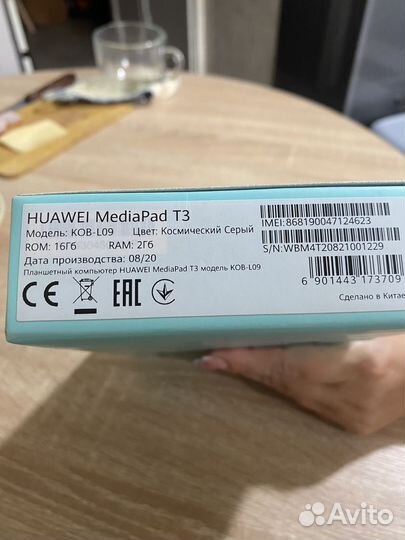 HUAWEI MediaPad T3
Модель: KOB-L09 Цвет: Космический Серый
ROM: 16Гб RAM: 2Гб
Дата производства: 08/20
Планшетный компьютер HUAWEI MediaPad T3 модель KOB-L09
CE EAC
IMEI:868190047124623
S/N:WBM4T20821001229
6 901443 173709
Сделано в Китае
Avito